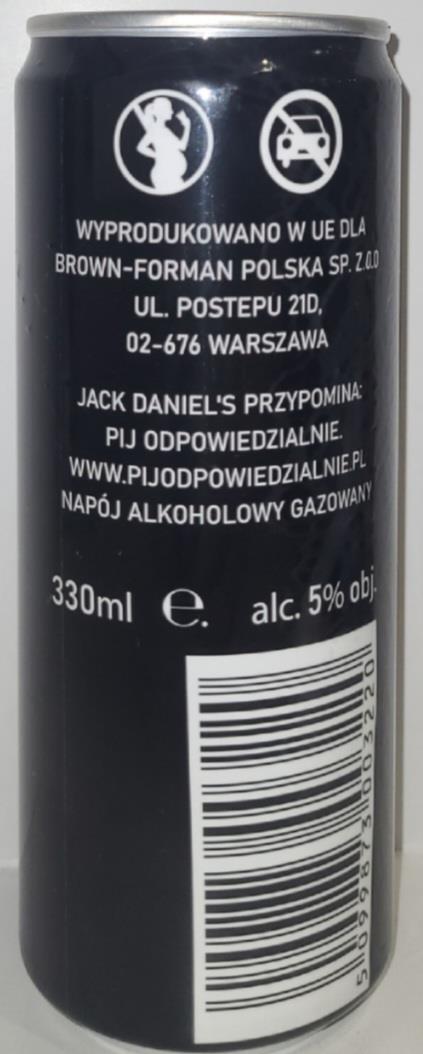 WYPRODUKOWANO W UE DLA
BROWN-FORMAN POLSKA SP. Z.O.O
UL. POSTEPU 21D,
02-676 WARSZAWA
JACK DANIEL'S PRZYPOMINA:
PIJ ODPOWIEDZIALNIE.
WWW.PIJODPOWIEDZIALNIE.PL
NAPÓJ ALKOHOLOWY GAZOWANY
330ml e. alc. 5% obj.
5099873003220